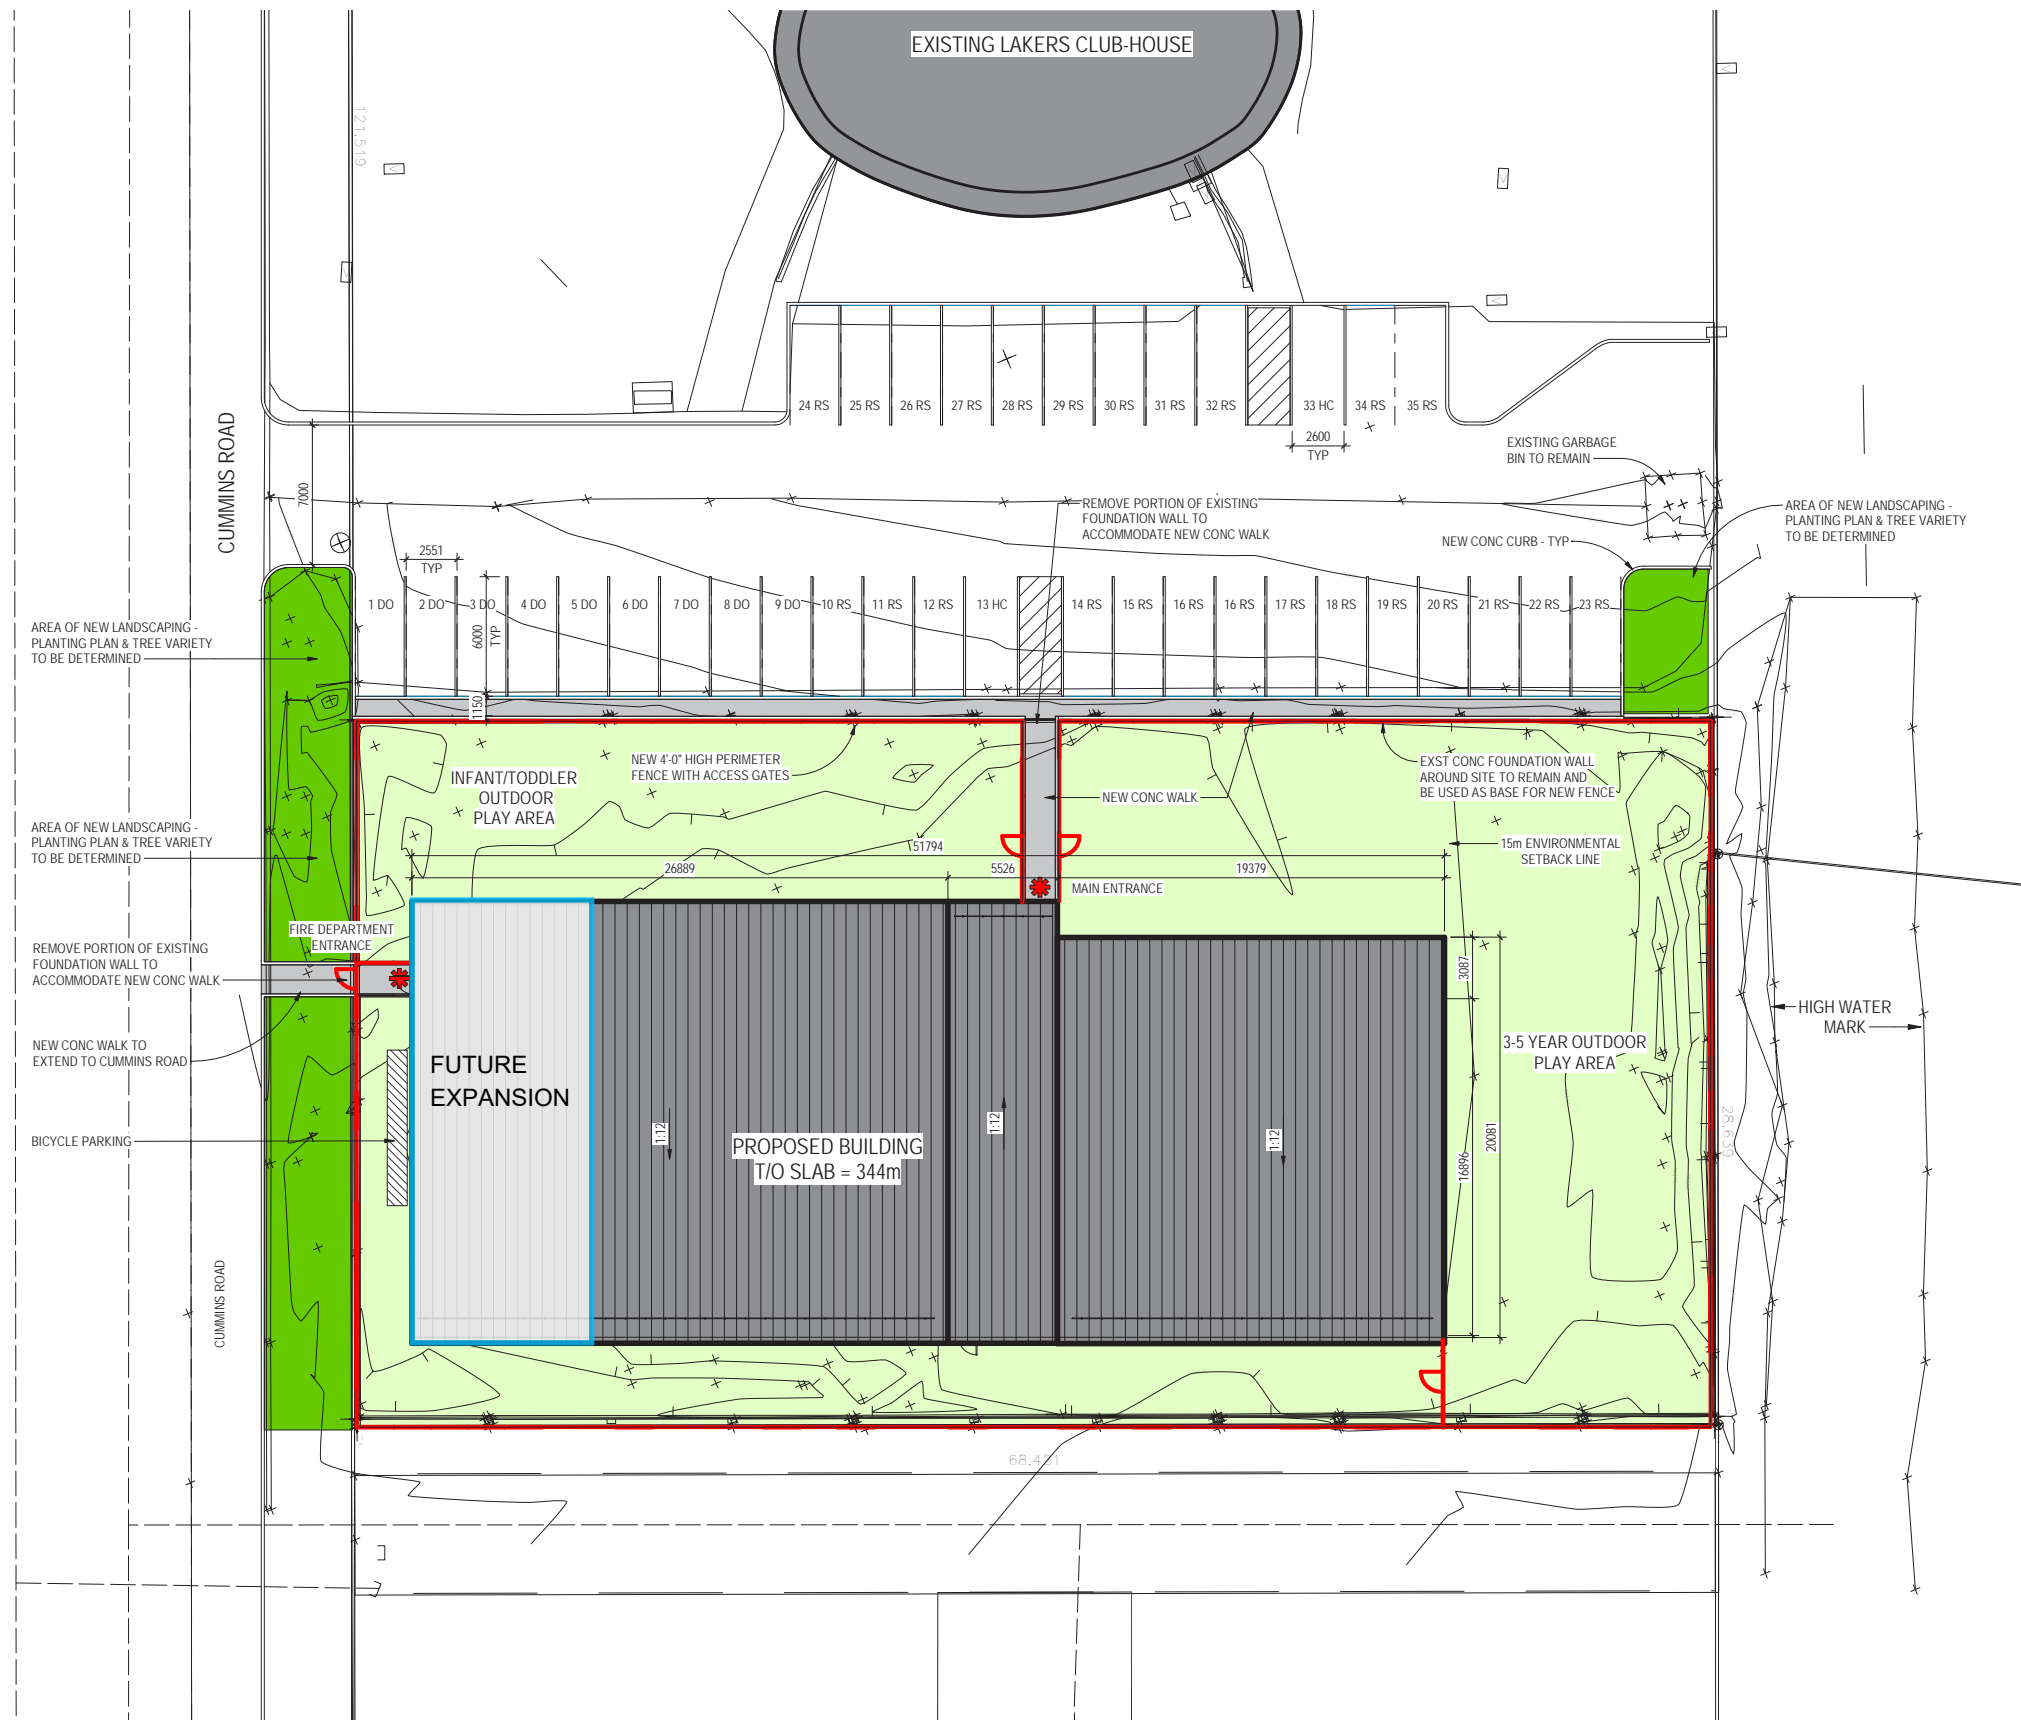 EXISTING LAKERS CLUB-HOUSE
121.519
24 RS 25 RS 26 RS 27 RS 28 RS 29 RS 30 RS 31 RS 32 RS 33 HC 34 RS 35 RS
2600
TYP
CUMMINS ROAD
7000
EXISTING GARBAGE
BIN TO REMAIN
REMOVE PORTION OF EXISTING
FOUNDATION WALL TO
ACCOMMODATE NEW CONC WALK
NEW CONC CURB - TYP
AREA OF NEW LANDSCAPING -
PLANTING PLAN & TREE VARIETY
TO BE DETERMINED
2551
TYP
1 DO 2 DO 3 DO 4 DO 5 DO 6 DO 7 DO 8 DO 9 DO 10 RS 11 RS 12 RS 13 HC 14 RS 15 RS 16 RS 16 RS 17 RS 18 RS 19 RS 20 RS 21 RS 22 RS 23 RS
6000
TYP
1150
AREA OF NEW LANDSCAPING -
PLANTING PLAN & TREE VARIETY
TO BE DETERMINED
INFANT/TODDLER
OUTDOOR
PLAY AREA
NEW 4'-0" HIGH PERIMETER
FENCE WITH ACCESS GATES
NEW CONC WALK
EXST CONC FOUNDATION WALL
AROUND SITE TO REMAIN AND
BE USED AS BASE FOR NEW FENCE
AREA OF NEW LANDSCAPING -
PLANTING PLAN & TREE VARIETY
TO BE DETERMINED
51794
26889
5526
19379
15m ENVIRONMENTAL
SETBACK LINE
MAIN ENTRANCE
FIRE DEPARTMENT
ENTRANCE
REMOVE PORTION OF EXISTING
FOUNDATION WALL TO
ACCOMMODATE NEW CONC WALK
3087
HIGH WATER
MARK
NEW CONC WALK TO
EXTEND TO CUMMINS ROAD
3-5 YEAR OUTDOOR
PLAY AREA
FUTURE
EXPANSION
1:12
1:12
1:12
20081
16896
28.639
BICYCLE PARKING
PROPOSED BUILDING
T/O SLAB = 344m
CUMMINS ROAD
68.421